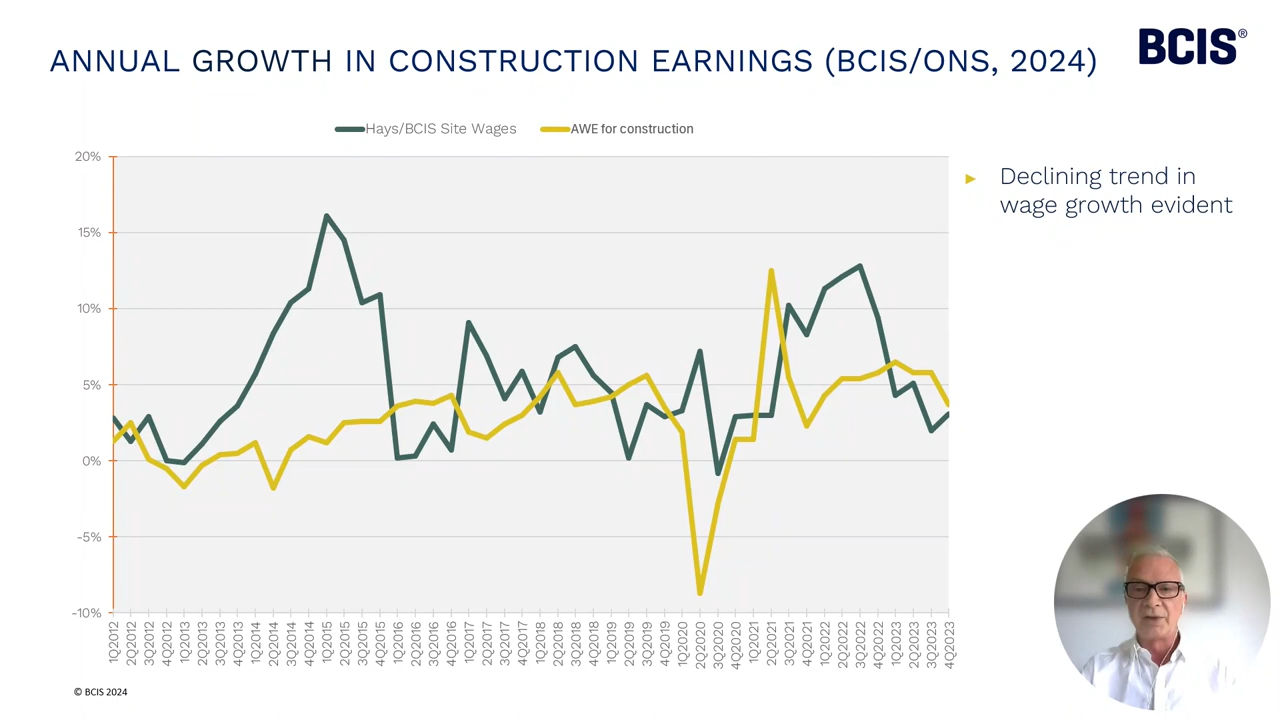 ANNUAL GROWTH IN CONSTRUCTION EARNINGS (BCIS/ONS, 2024)
BCIS®
Hays/BCIS Site Wages
AWE for construction
20%
15%
10%
5%
0%
-5%
-10%
1Q2012
2Q2012
3Q2012
4Q2012
1Q2013
2Q2013
3Q2013
4Q2013
1Q2014
2Q2014
3Q2014
4Q2014
1Q2015
2Q2015
3Q2015
4Q2015
1Q2016
2Q2016
3Q2016
4Q2016
1Q2017
2Q2017
3Q2017
4Q2017
1Q2018
2Q2018
3Q2018
4Q2018
1Q2019
2Q2019
3Q2019
4Q2019
1Q2020
2Q2020
3Q2020
4Q2020
1Q2021
2Q2021
3Q2021
4Q2021
1Q2022
2Q2022
3Q2022
4Q2022
1Q2023
2Q2023
3Q2023
4Q2023
Declining trend in
wage growth evident
© BCIS 2024